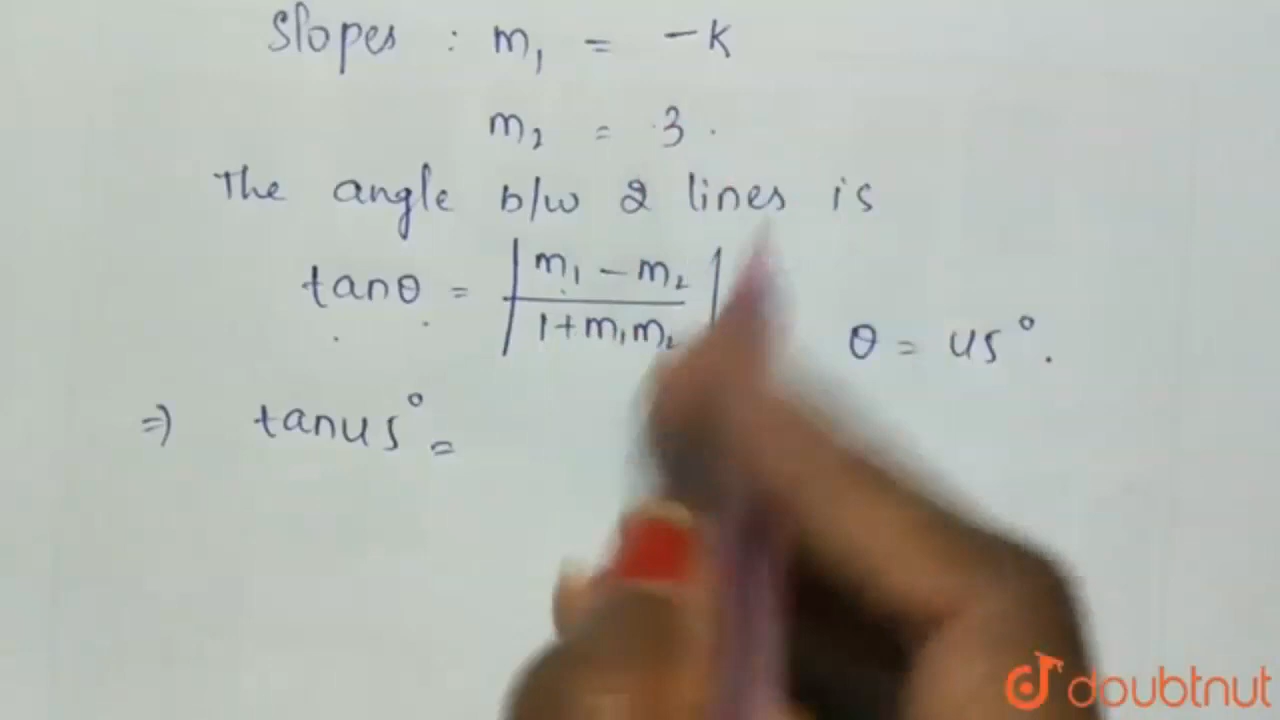 Slopes : m₁ = -K
m₂ = 3.
The angle b/w 2 lines is
tanθ = |m₁ - m₂ / 1+m₁m₂|
θ = 45°.
⇒ tan45° =
doubtnut